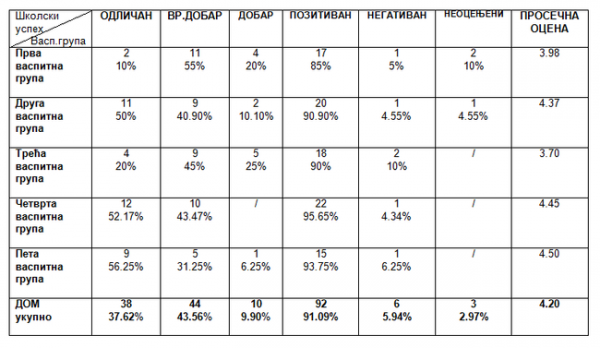 Школски успех Васп.група ОДЛИЧАН ВР.ДОБАР ДОБАР ПОЗИТИВАН НЕГАТИВАН НЕОЦЕЊЕНИ ПРОСЕЧНА ОЦЕНА
Прва васпитна група 2 10% 11 55% 4 20% 17 85% 1 5% 2 10% 3.98
Друга васпитна група 11 50% 9 40.90% 2 10.10% 20 90.90% 1 4.55% 1 4.55% 4.37
Трећа васпитна група 4 20% 9 45% 5 25% 18 90% 2 10% / 3.70
Четврта васпитна група 12 52.17% 10 43.47% / 22 95.65% 1 4.34% / 4.45
Пета васпитна група 9 56.25% 5 31.25% 1 6.25% 15 93.75% 1 6.25% / 4.50
ДОМ укупно 38 37.62% 44 43.56% 10 9.90% 92 91.09% 6 5.94% 3 2.97% 4.20